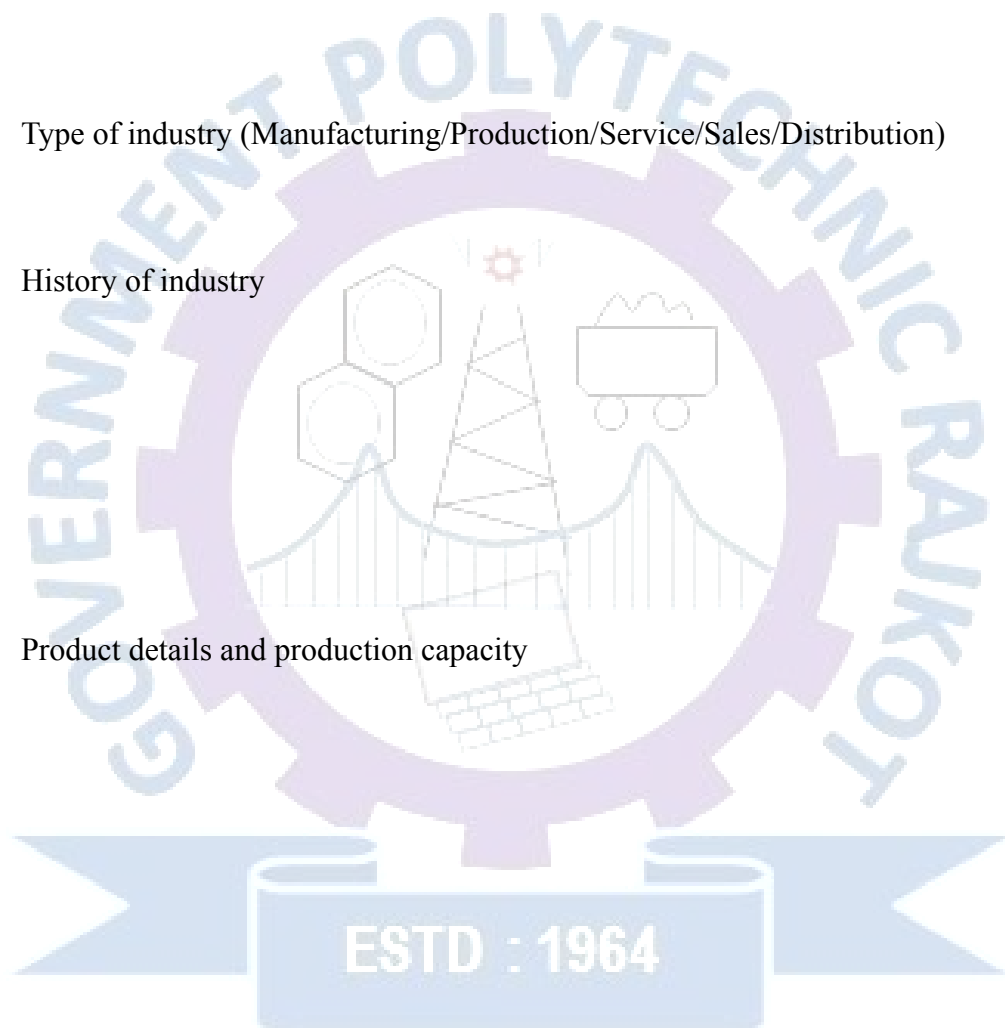 GOVERNMENT POLYTECHNIC RAJKOT
Type of industry (Manufacturing/Production/Service/Sales/Distribution)
History of industry
Product details and production capacity
ESTD : 1964